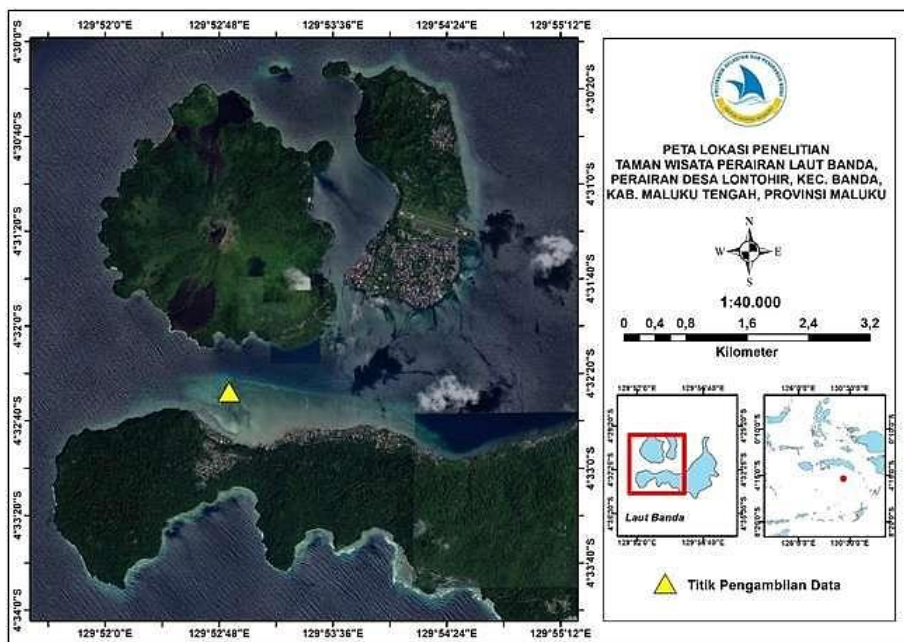 129°52'0"E 129°52'48"E 129°53'36"E 129°54'24"E 129°55'12"E
4°30'0"S
4°30'20"S
4°30'40"S
4°31'0"S
4°31'20"S
4°31'40"S
4°32'0"S
4°32'20"S
4°32'40"S
4°33'0"S
4°33'20"S
4°33'40"S
4°34'0"S
129°52'0"E 129°52'48"E 129°53'36"E 129°54'24"E 129°55'12"E
PETA LOKASI PENELITIAN
TAMAN WISATA PERAIRAN LAUT BANDA,
PERAIRAN DESA LONTOHIR, KEC. BANDA,
KAB. MALUKU TENGAH, PROVINSI MALUKU
N
W E
S
1:40.000
0 0,4 0,8 1,6 2,4 3,2
Kilometer
Laut Banda
Titik Pengambilan Data